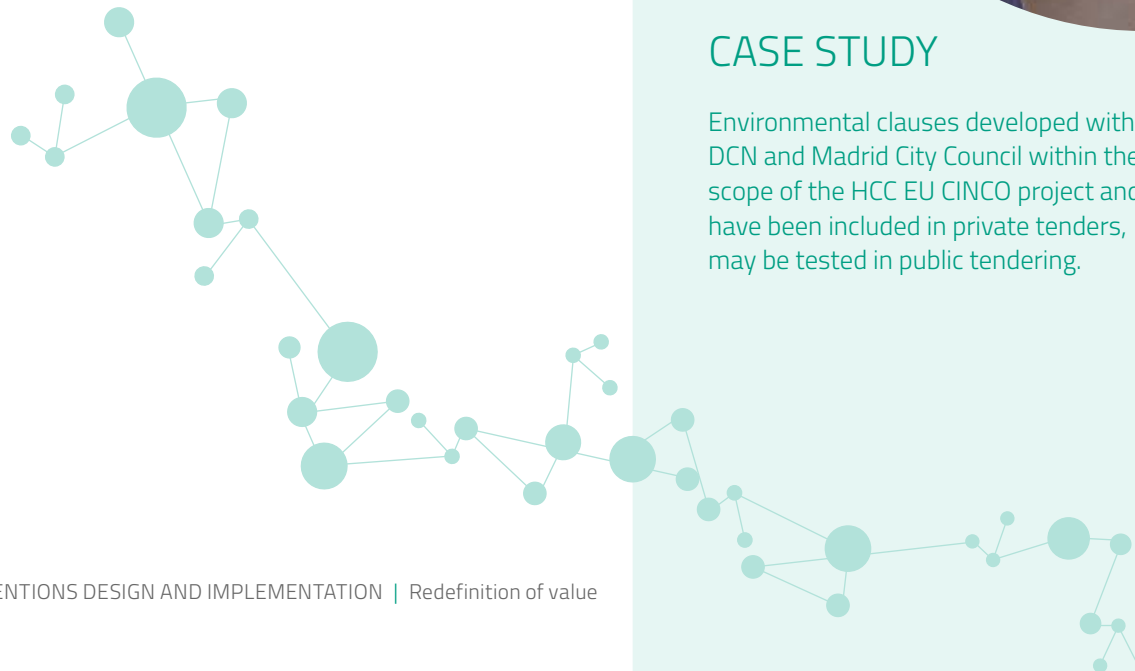 CASE STUDY
Environmental clauses developed with
DCN and Madrid City Council within the
scope of the HCC EU CINCO project and
have been included in private tenders,
may be tested in public tendering.
ENTIONS DESIGN AND IMPLEMENTATION | Redefinition of value